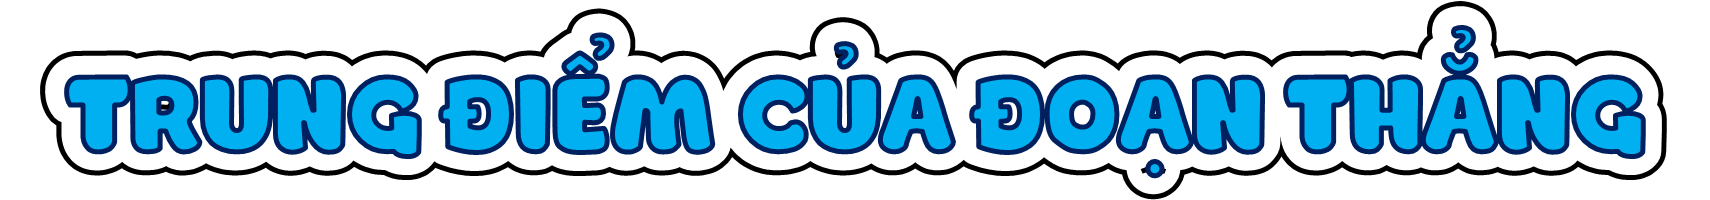 TRUNG ĐIỂM CỦA ĐOẠN THẲNG